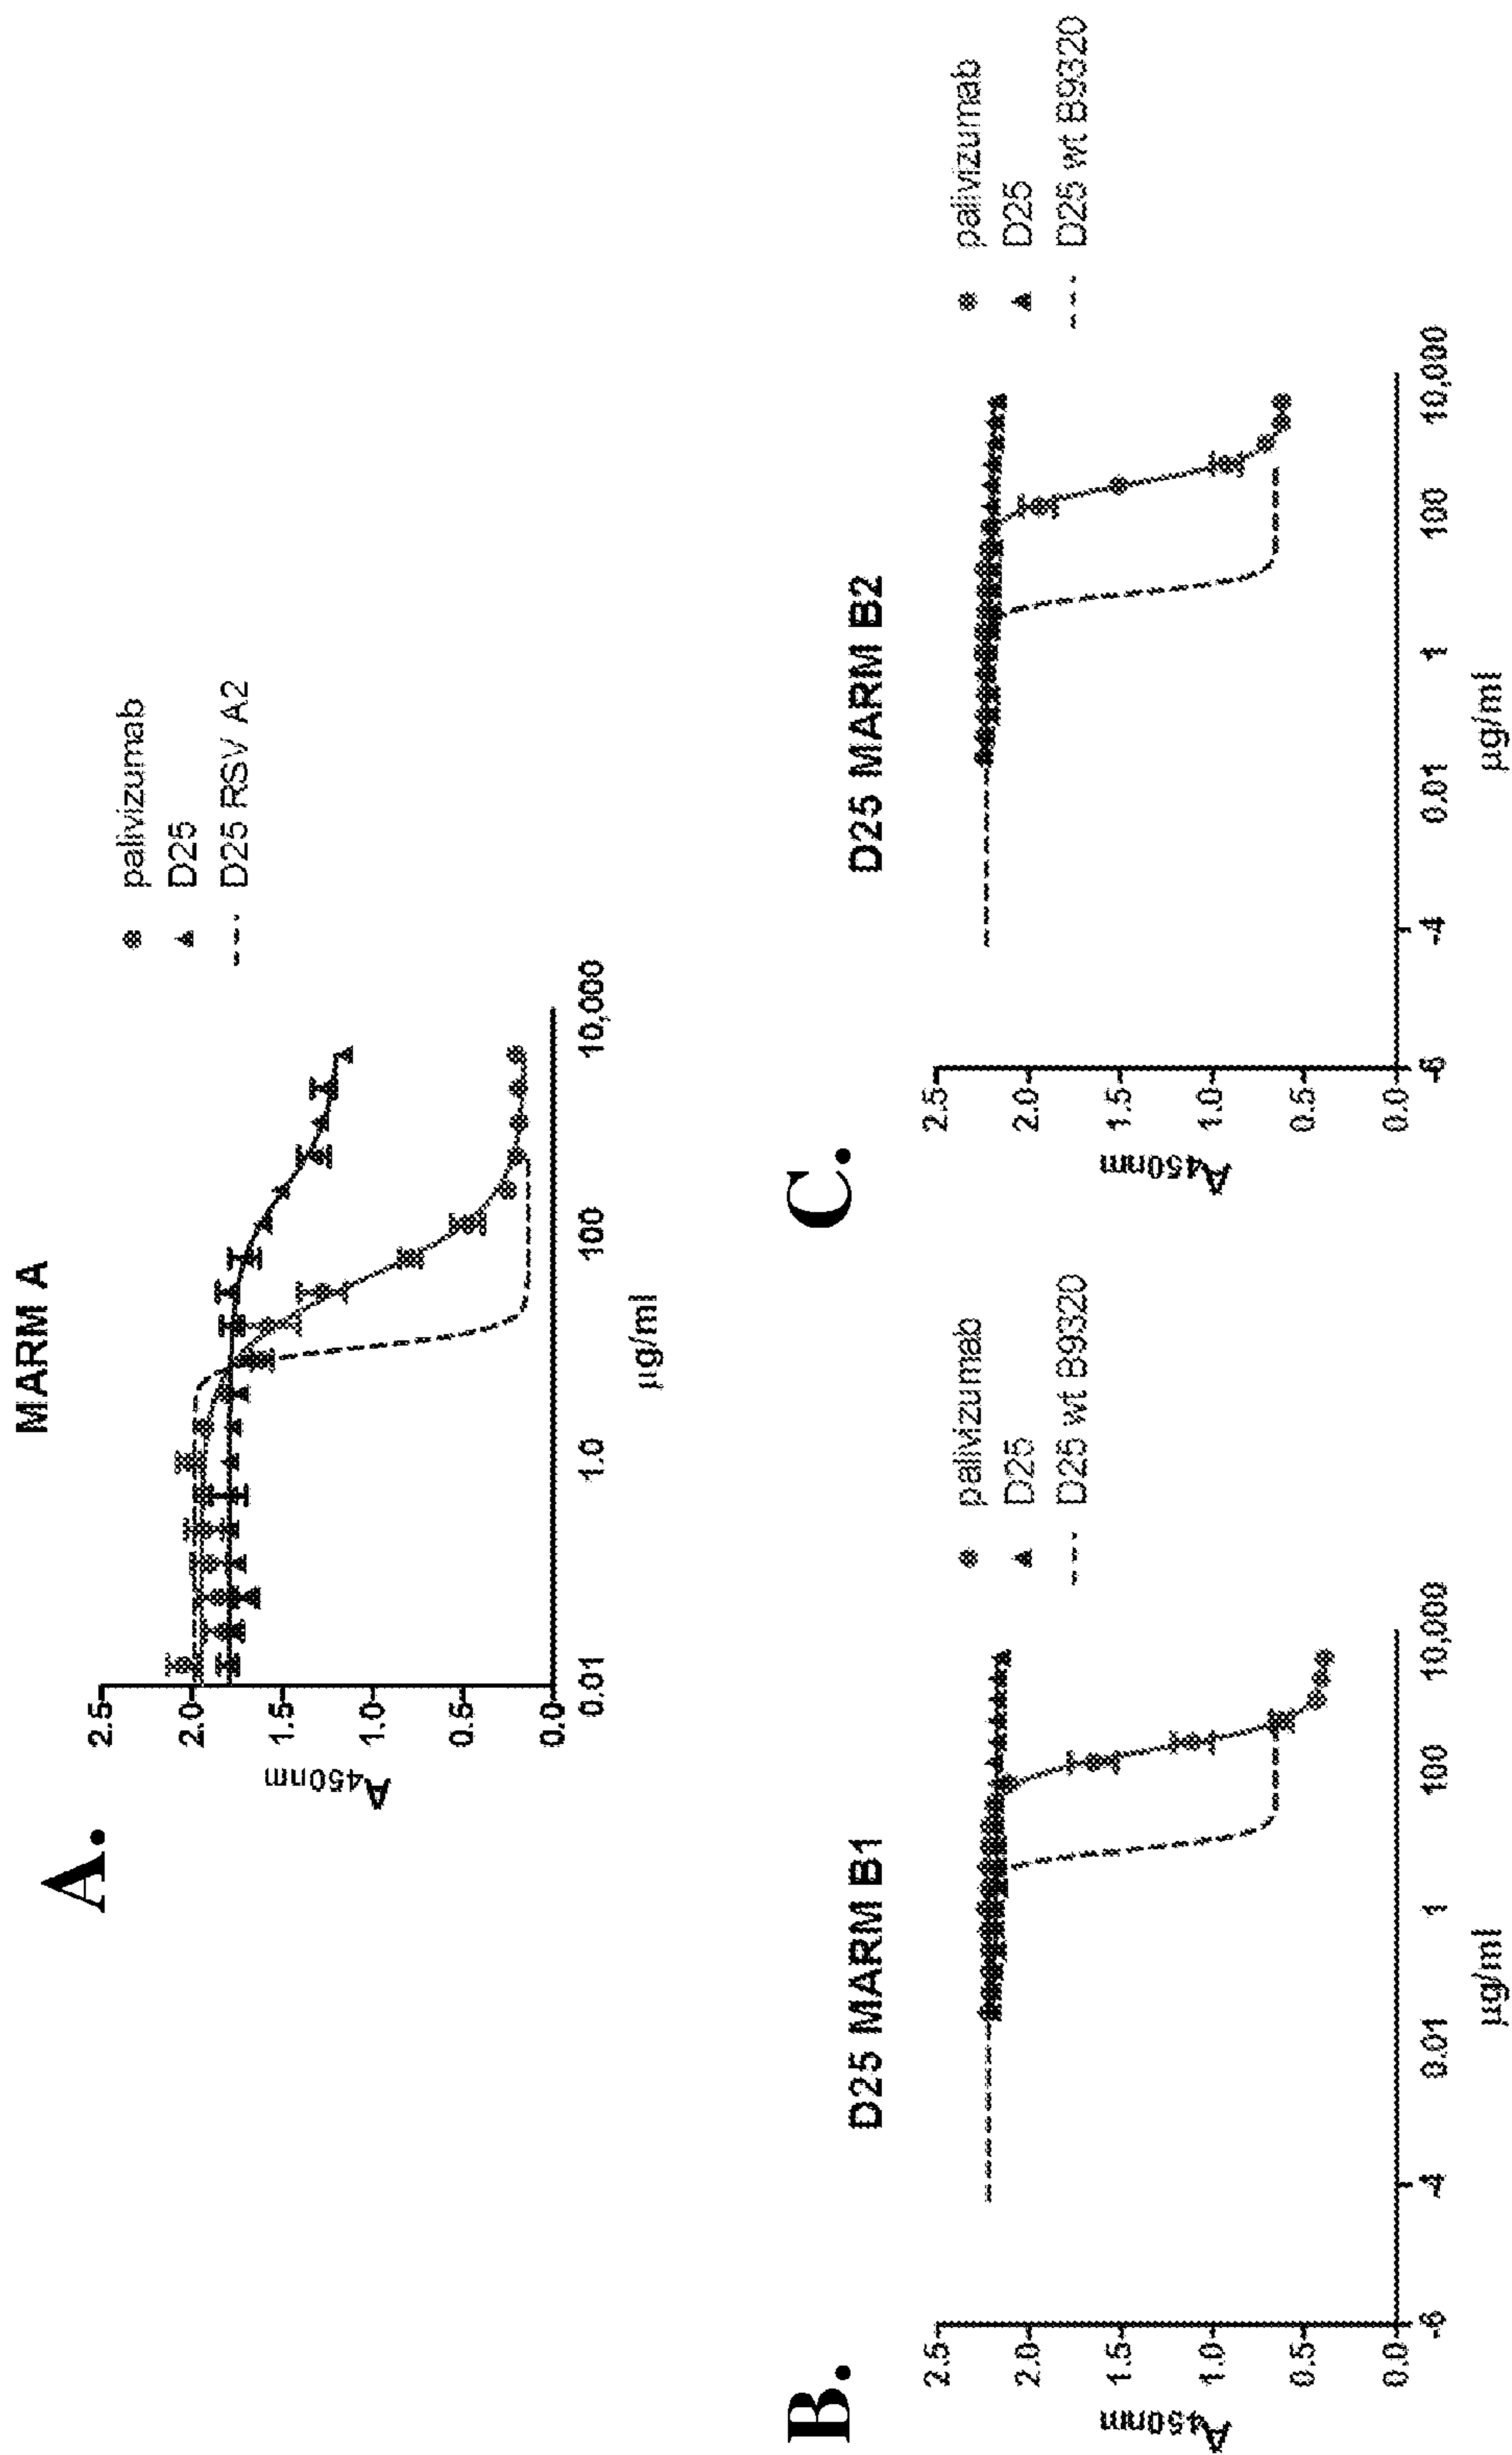 A.
MARM A
palivizumab
D25
D25 RSV A2
A450nm
2.5
2.0
1.5
1.0
0.5
0.0
0.01
1.0
100
10,000
µg/ml
B.
D25 MARM B1
palivizumab
D25
D25 wt B9320
A450nm
2.5
2.0
1.5
1.0
0.5
0.0
-6
-4
0.01
1
100
10,000
µg/ml
C.
D25 MARM B2
palivizumab
D25
D25 wt B9320
A450nm
2.5
2.0
1.5
1.0
0.5
0.0
-6
-4
0.01
1
100
10,000
µg/ml